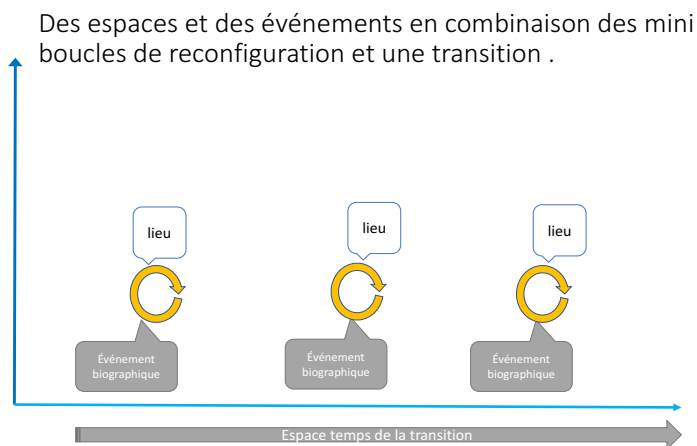 Des espaces et des événements en combinaison des mini
boucles de reconfiguration et une transition .
lieu
lieu
lieu
Événement
biographique
Événement
biographique
Événement
biographique
Espace temps de la transition